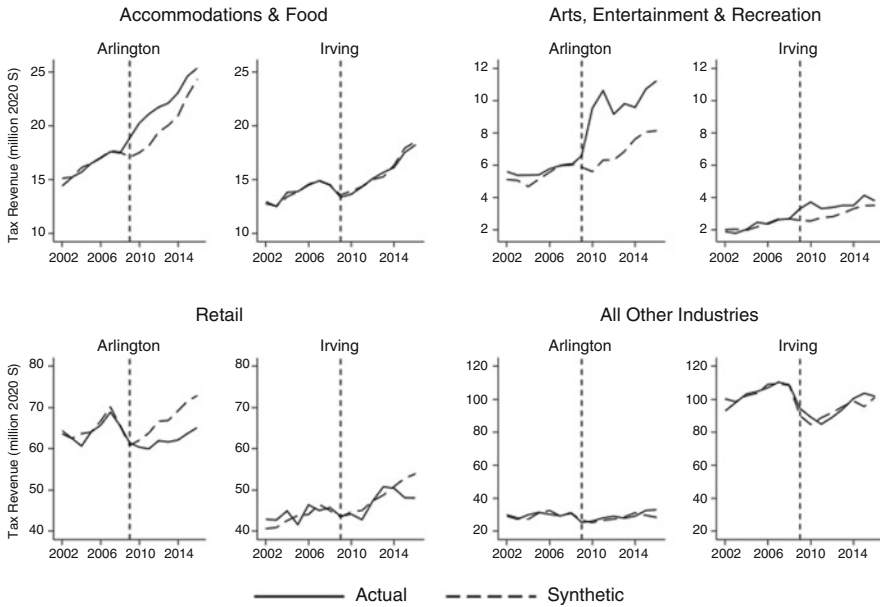 Accommodations & Food
Arts, Entertainment & Recreation
Arlington
Irving
Arlington
Irving
Tax Revenue (million 2020 S)
25
20
15
10
25
20
15
10
12
10
8
6
4
2
12
10
8
6
4
2
2002 2006 2010 2014
2002 2006 2010 2014
2002 2006 2010 2014
2002 2006 2010 2014
Retail
All Other Industries
Arlington
Irving
Arlington
Irving
Tax Revenue (million 2020 S)
80
70
60
50
40
80
70
60
50
40
120
100
80
60
40
20
120
100
80
60
40
20
2002 2006 2010 2014
2002 2006 2010 2014
2002 2006 2010 2014
2002 2006 2010 2014
Actual
Synthetic